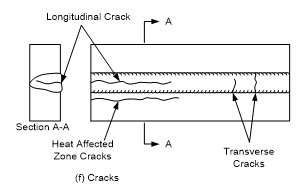 Longitudinal Crack
A
Section A-A
A
Heat Affected
Zone Cracks
Transverse
Cracks
(f) Cracks